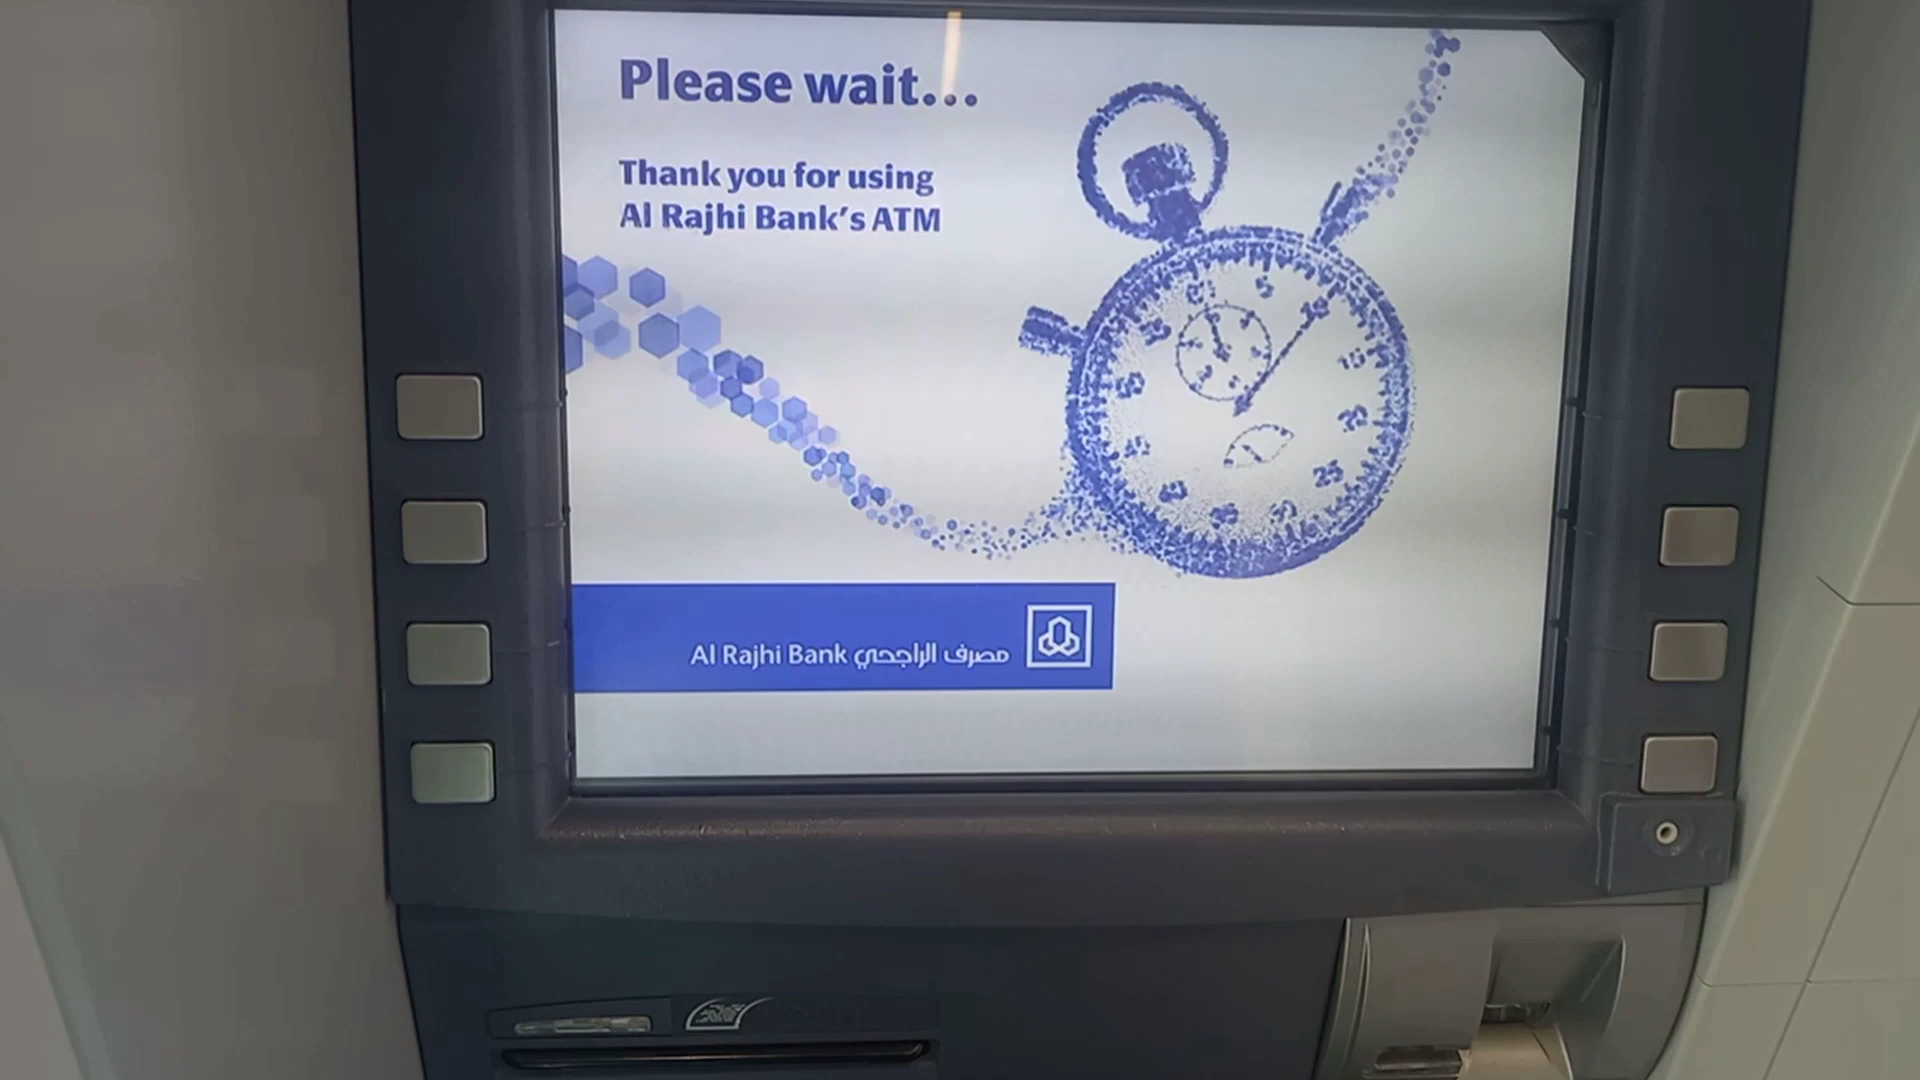 Please wait...
Thank you for using
Al Rajhi Bank's ATM
Al Rajhi Bank مصرف الراجحي